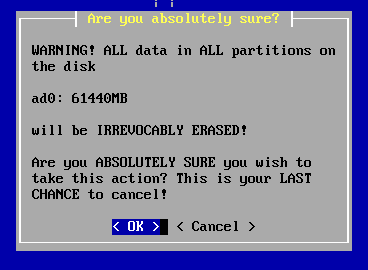 Are you absolutely sure?
WARNING! ALL data in ALL partitions on
the disk
ad0: 61440MB
will be IRREVOCABLY ERASED!
Are you ABSOLUTELY SURE you wish to
take this action? This is your LAST
CHANCE to cancel!
< OK > < Cancel >